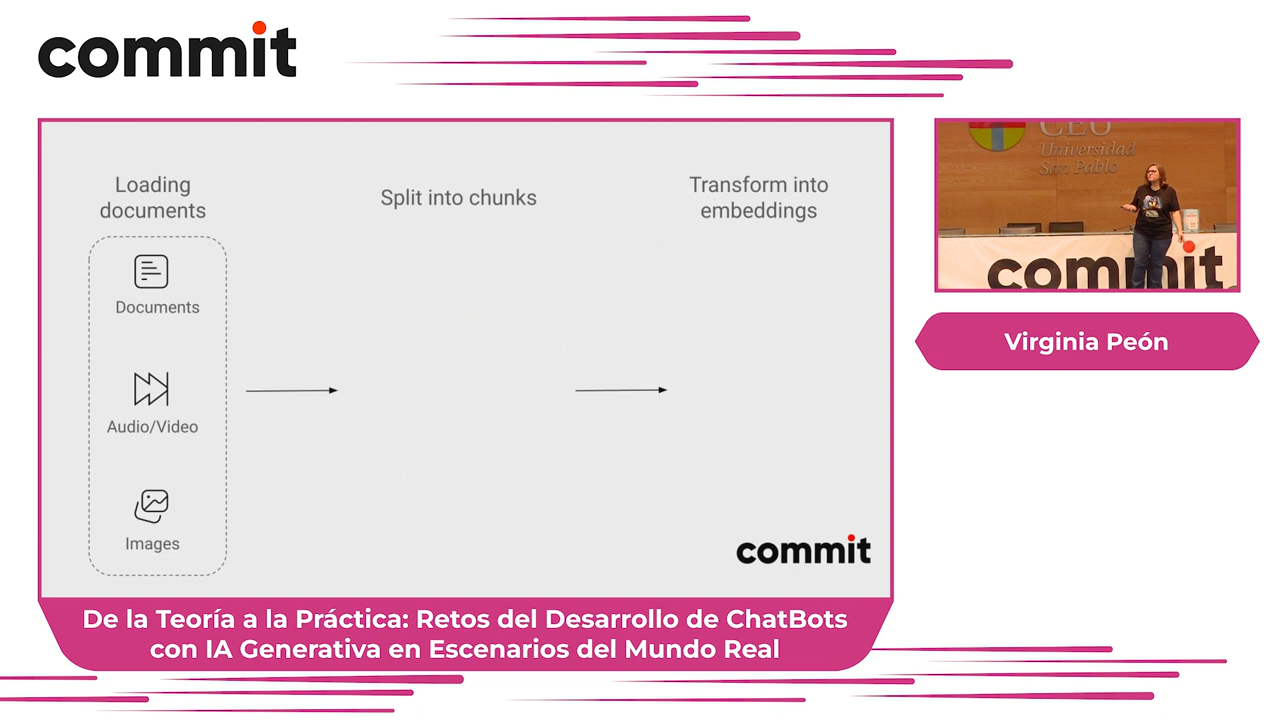 commit
Loading
documents
Documents
Audio/Video
Images
Split into chunks
Transform into
embeddings
commit
De la Teoría a la Práctica: Retos del Desarrollo de ChatBots
con IA Generativa en Escenarios del Mundo Real
CEU
Universidad
San Pablo
commit
Virginia Peón